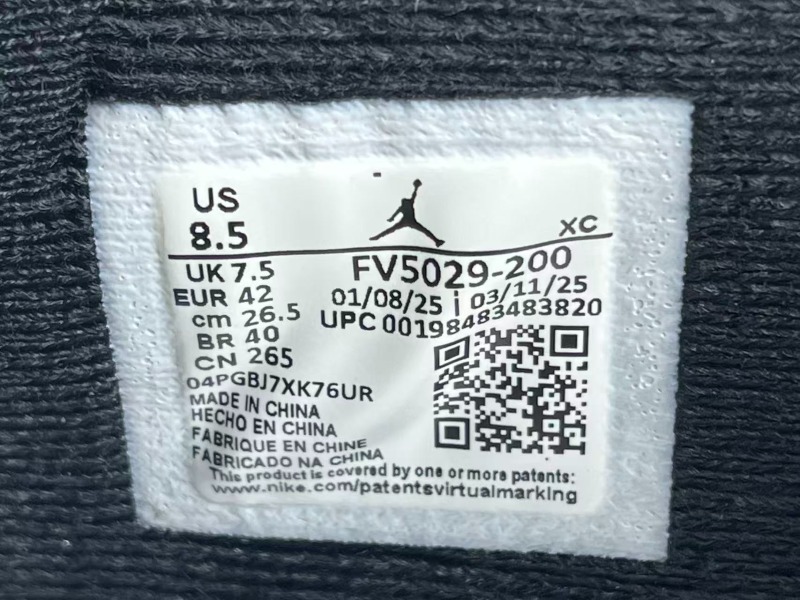 US
8.5
XC
UK 7.5
EUR 42
cm 26.5
BR 40
CN 265
FV5029-200
01/08/25 | 03/11/25
UPC 00198483483820
04PGBJ7XK76UR
MADE IN CHINA
HECHO EN CHINA
FABRIQUE EN CHINE
FABRICADO NA CHINA
This product is covered by one or more patents:
www.nike.com/patentsvirtualmarking